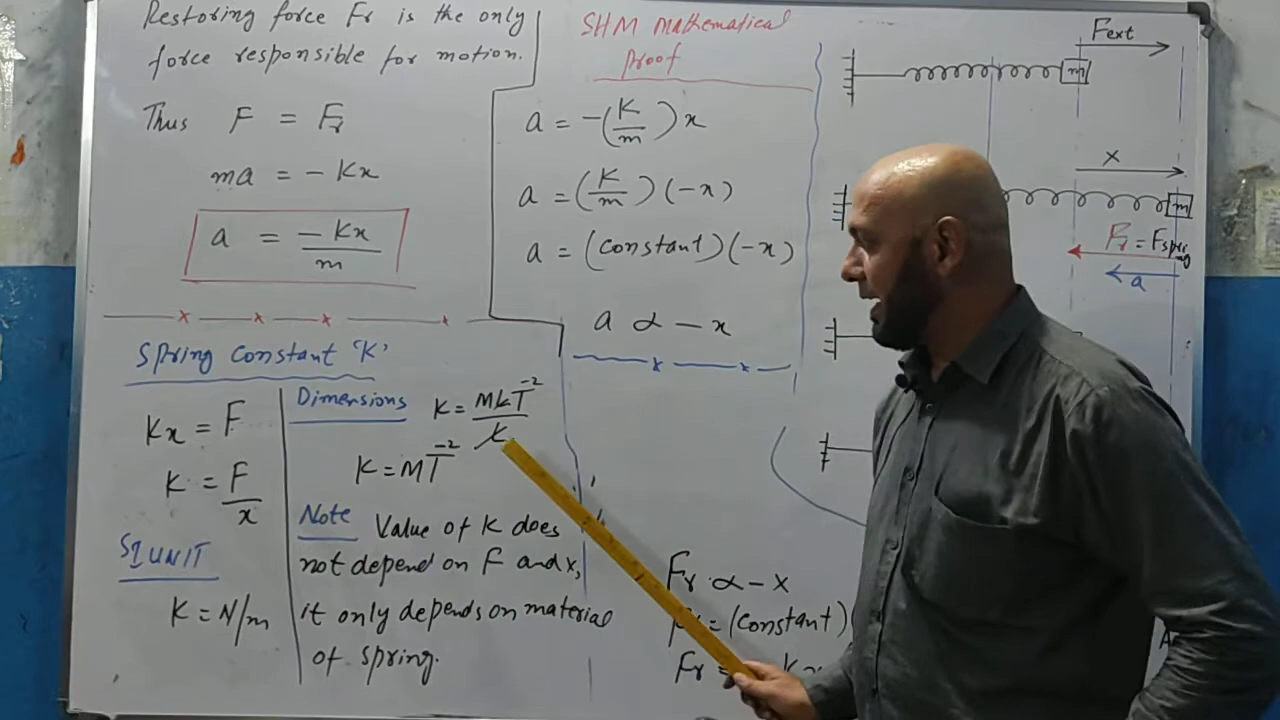 Restoring force Fr is the only
force responsible for motion.
Thus F = Fr
ma = - Kx
a = -Kx/m
Spring Constant 'K'
Kx = F
K = F/x
SI UNIT
K = N/m
Dimensions K = MLT⁻²/L
K = MT⁻²
Note Value of K does
not depend on F and x,
it only depends on material
of spring.
SHM mathematical
Proof
a = -(K/m)x
a = (K/m)(-x)
a = (constant)(-x)
a α - x
Fr α - x
= (constant)
Fr
Fext
m
x
m
Fr = Fspring
a